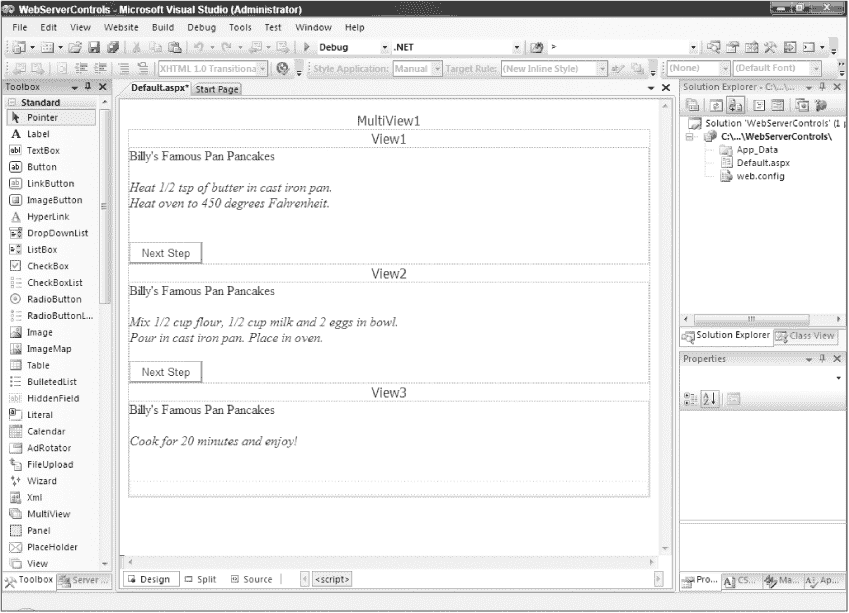 WebServerControls - Microsoft Visual Studio (Administrator)
File Edit View Website Build Debug Tools Test Window Help
Debug .NET
XHTML 1.0 Transitiona Style Application: Manual Target Rule: (New Inline Style) (None) (Default Font)
Toolbox
Standard
Pointer
Label
TextBox
Button
LinkButton
ImageButton
HyperLink
DropDownList
ListBox
CheckBox
CheckBoxList
RadioButton
RadioButtonL...
Image
ImageMap
Table
BulletedList
HiddenField
Literal
Calendar
AdRotator
FileUpload
Wizard
Xml
MultiView
Panel
PlaceHolder
View
Toolbox Server ...
Default.aspx* Start Page
MultiView1
View1
Billy's Famous Pan Pancakes
Heat 1/2 tsp of butter in cast iron pan.
Heat oven to 450 degrees Fahrenheit.
Next Step
View2
Billy's Famous Pan Pancakes
Mix 1/2 cup flour, 1/2 cup milk and 2 eggs in bowl.
Pour in cast iron pan. Place in oven.
Next Step
View3
Billy's Famous Pan Pancakes
Cook for 20 minutes and enjoy!
Design Split Source <script>
Solution Explorer - C:\...\...
Solution 'WebServerControls' (1 p
C:\...\WebServerControls\
App_Data
Default.aspx
web.config
Solution Explorer Class View
Properties
Pro... CS... Ma... Ap...